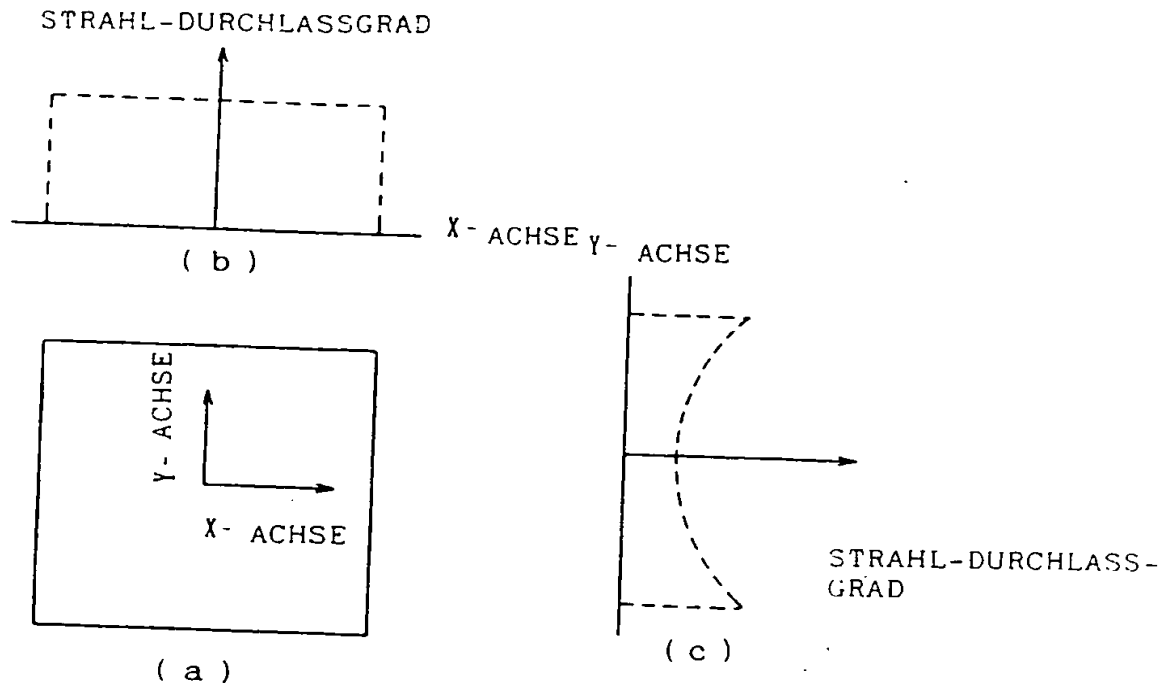 STRAHL-DURCHLASSGRAD
X- ACHSE
Y- ACHSE
( b )
Y- ACHSE
X- ACHSE
( a )
STRAHL-DURCHLASS-
GRAD
( c )